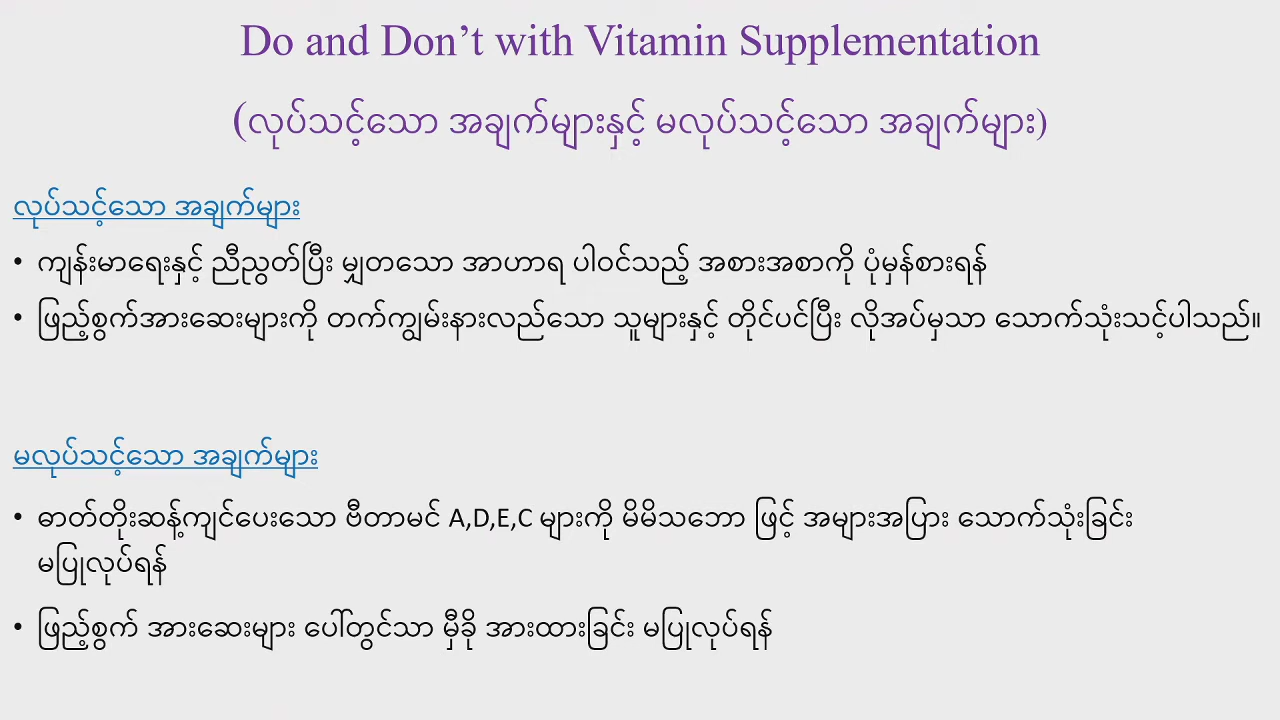 Do and Don’t with Vitamin Supplementation
(လုပ်သင့်သော အချက်များနှင့် မလုပ်သင့်သော အချက်များ)
လုပ်သင့်သော အချက်များ
• ကျန်းမာရေးနှင့် ညီညွတ်ပြီး မျှတသော အာဟာရ ပါဝင်သည့် အစားအစာကို ပုံမှန်စားရန်
• ဖြည့်စွက်အားဆေးများကို တက်ကျွမ်းနားလည်သော သူများနှင့် တိုင်ပင်ပြီး လိုအပ်မှသာ သောက်သုံးသင့်ပါသည်။
မလုပ်သင့်သော အချက်များ
• ဓာတ်တိုးဆန့်ကျင်ပေးသော ဗီတာမင် A,D,E,C များကို မိမိသဘော ဖြင့် အများအပြား သောက်သုံးခြင်း
မပြုလုပ်ရန်
• ဖြည့်စွက် အားဆေးများ ပေါ်တွင်သာ မှီခို အားထားခြင်း မပြုလုပ်ရန်